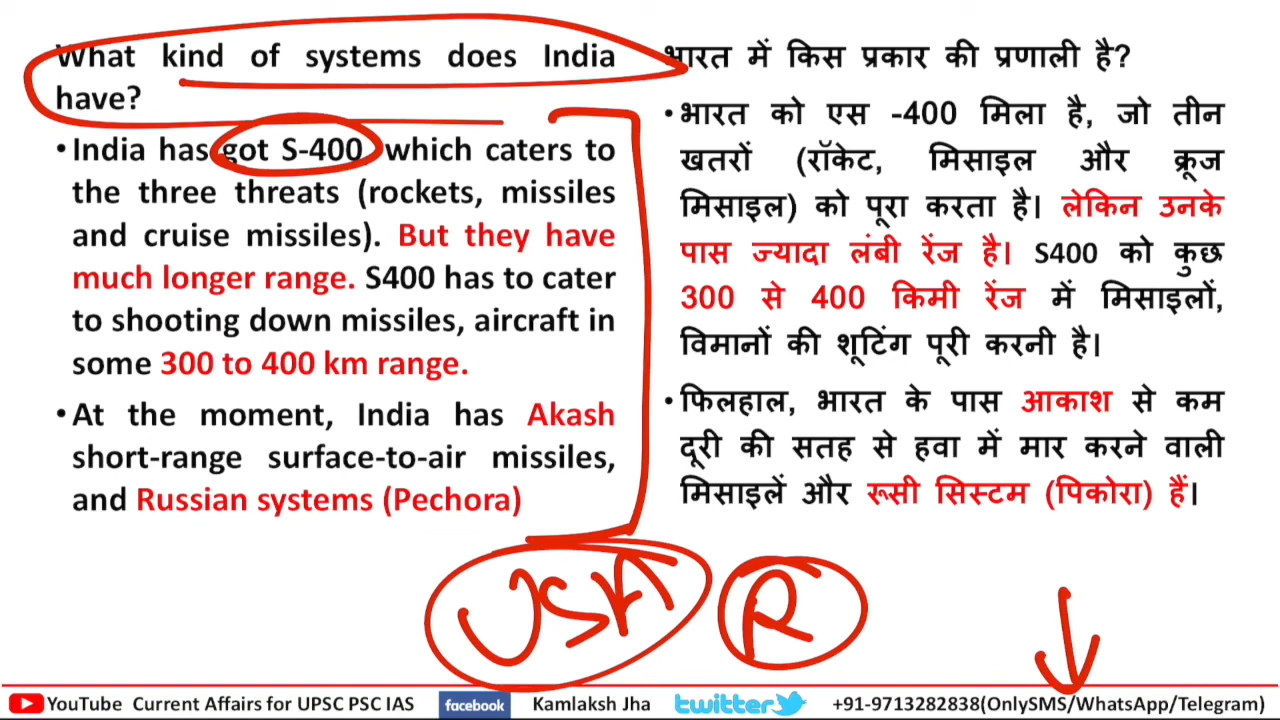 What kind of systems does India
have?
•India has got S-400 which caters to
the three threats (rockets, missiles
and cruise missiles). But they have
much longer range. S400 has to cater
to shooting down missiles, aircraft in
some 300 to 400 km range.
•At the moment, India has Akash
short-range surface-to-air missiles,
and Russian systems (Pechora)
भारत में किस प्रकार की प्रणाली है?
•भारत को एस -400 मिला है, जो तीन
खतरों (रॉकेट, मिसाइल और क्रूज
मिसाइल) को पूरा करता है। लेकिन उनके
पास ज्यादा लंबी रेंज है। S400 को कुछ
300 से 400 किमी रेंज में मिसाइलों,
विमानों की शूटिंग पूरी करनी है।
•फिलहाल, भारत के पास आकाश से कम
दूरी की सतह से हवा में मार करने वाली
मिसाइलें और रूसी सिस्टम (पिकोरा) हैं।
USA R
YouTube Current Affairs for UPSC PSC IAS facebook Kamlaksh Jha twitter +91-9713282838(OnlySMS/WhatsApp/Telegram)